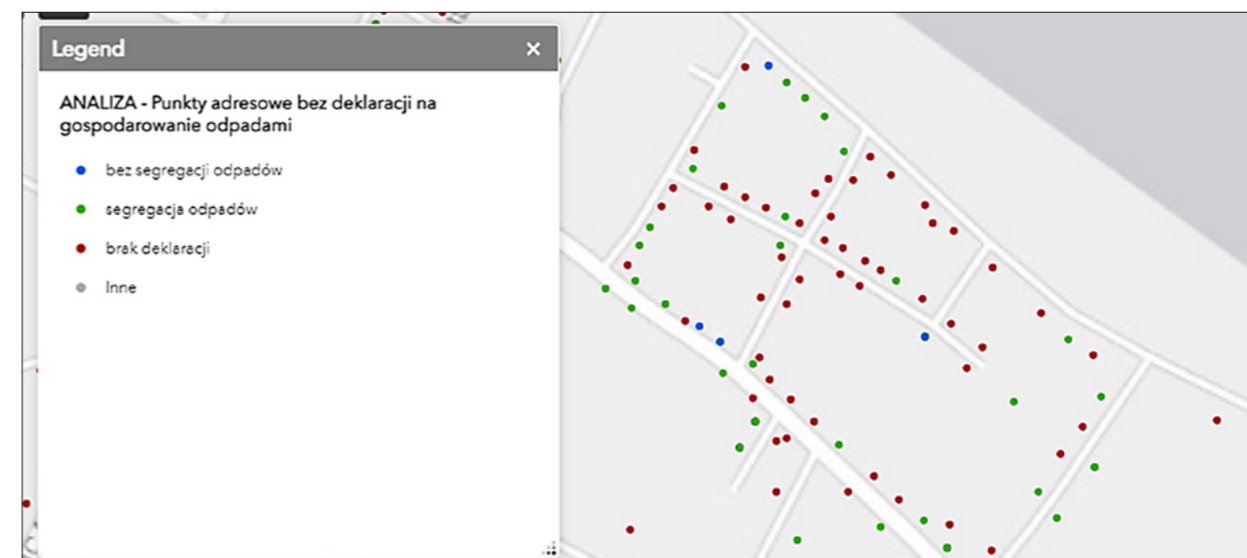 Legend
ANALIZA - Punkty adresowe bez deklaracji na
gospodarowanie odpadami
bez segregacji odpadów
segregacja odpadów
brak deklaracji
Inne